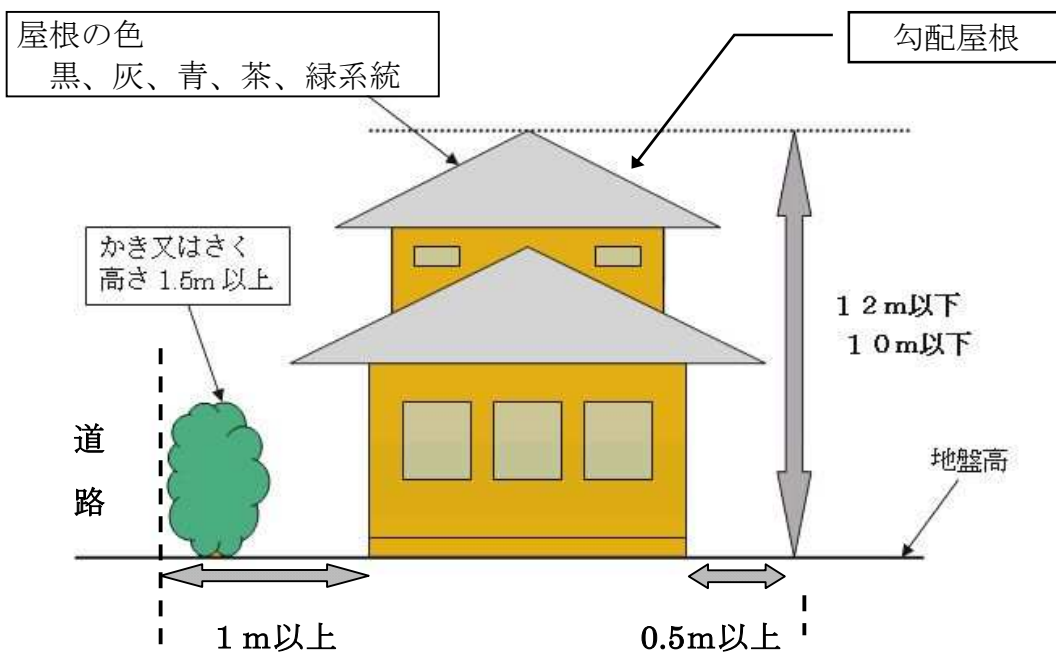 屋根の色
黒、灰、青、茶、緑系統
勾配屋根
かき又はさく
高さ1.5m以上
12m以下
10m以下
道路
地盤高
1m以上
0.5m以上